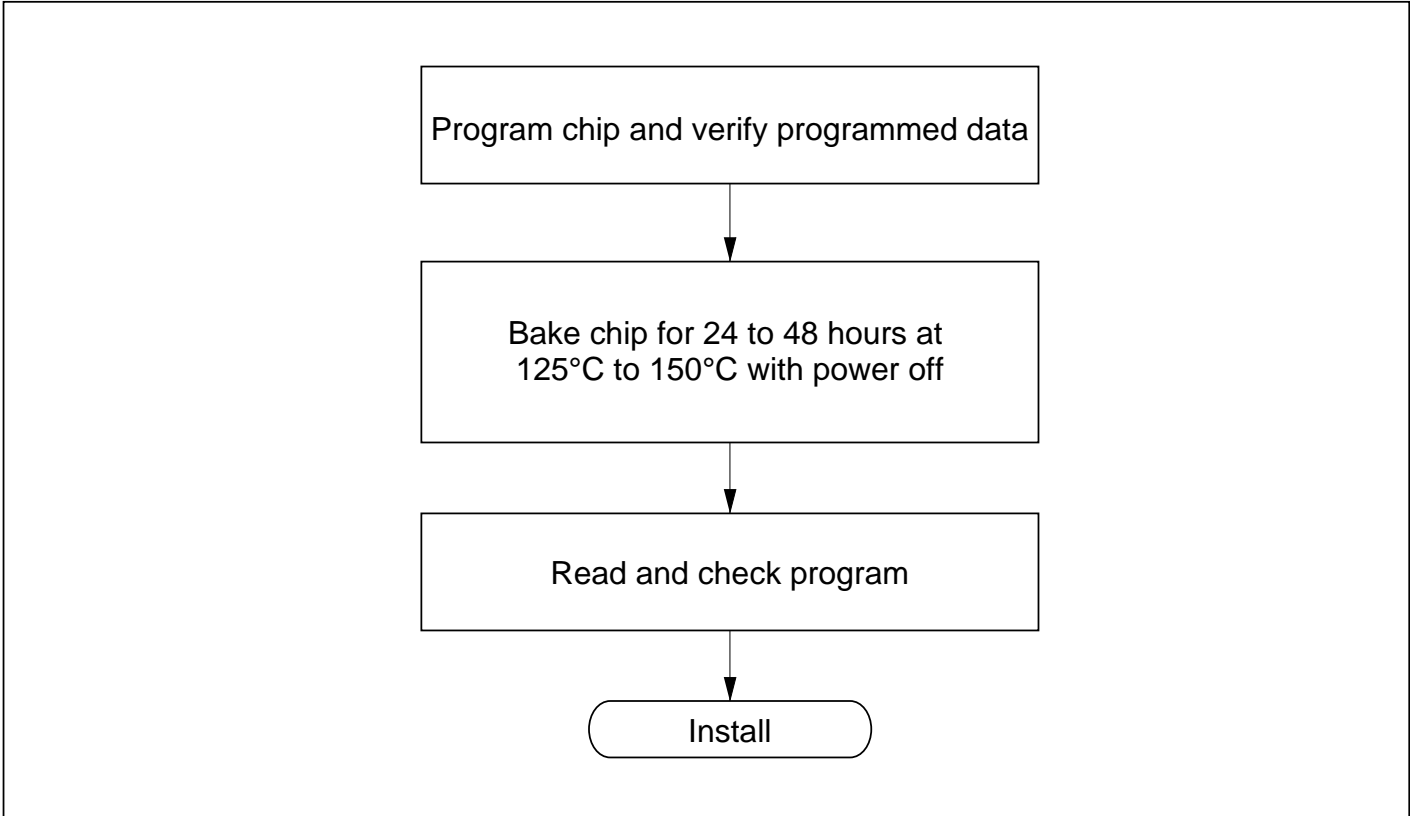 Program chip and verify programmed data
Bake chip for 24 to 48 hours at
125°C to 150°C with power off
Read and check program
Install